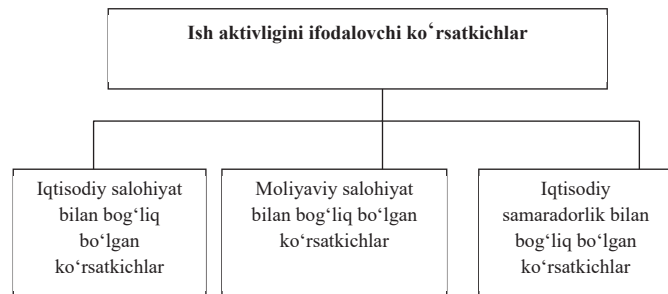 Ish aktivligini ifodalovchi ko‘rsatkichlar
Iqtisodiy salohiyat
bilan bog‘liq
bo‘lgan
ko‘rsatkichlar
Moliyaviy salohiyat
bilan bog‘liq bo‘lgan
ko‘rsatkichlar
Iqtisodiy
samaradorlik bilan
bog‘liq bo‘lgan
ko‘rsatkichlar